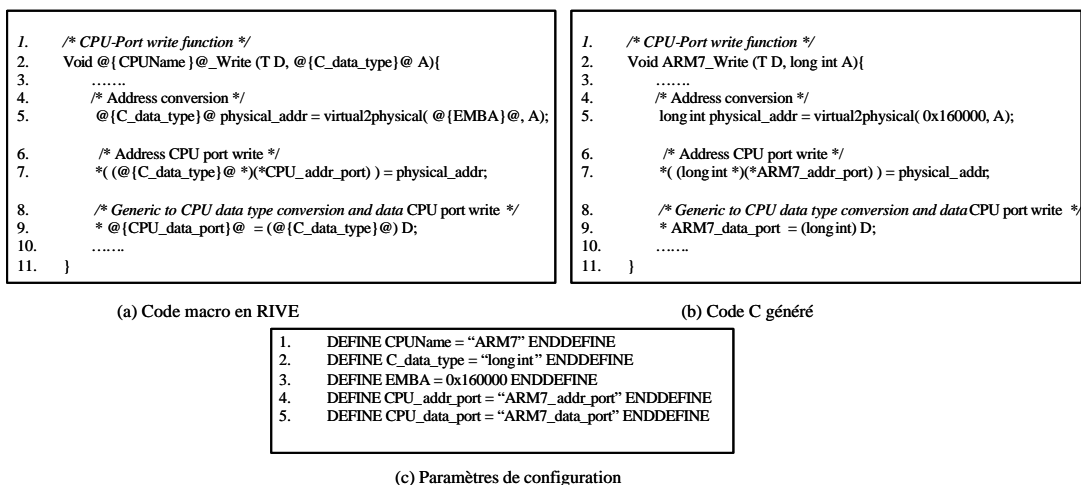 1. /* CPU-Port write function */
2. Void @{CPUName}@_Write (T D, @{C_data_type}@ A){
3. …….
4. /* Address conversion */
5. @{C_data_type}@ physical_addr = virtual2physical( @{EMBA}@, A);
6. /* Address CPU port write */
7. *( (@{C_data_type}@ *)(*CPU_addr_port) ) = physical_addr;
8. /* Generic to CPU data type conversion and data CPU port write */
9. * @{CPU_data_port}@ = (@{C_data_type}@) D;
10. …….
11. }
(a) Code macro en RIVE
1. /* CPU-Port write function */
2. Void ARM7_Write (T D, long int A){
3. …….
4. /* Address conversion */
5. long int physical_addr = virtual2physical( 0x160000, A);
6. /* Address CPU port write */
7. *( (long int *)(*ARM7_addr_port) ) = physical_addr;
8. /* Generic to CPU data type conversion and data CPU port write */
9. * ARM7_data_port = (long int) D;
10. …….
11. }
(b) Code C généré
1. DEFINE CPUName = “ARM7” ENDDEFINE
2. DEFINE C_data_type = “long int” ENDDEFINE
3. DEFINE EMBA = 0x160000 ENDDEFINE
4. DEFINE CPU_addr_port = “ARM7_addr_port” ENDDEFINE
5. DEFINE CPU_data_port = “ARM7_data_port” ENDDEFINE
(c) Paramètres de configuration